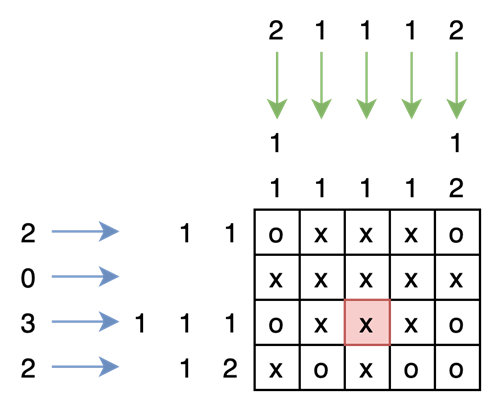 2 1 1 1 2
1 1
1 1 1 1 2
2 1 1 o x x x o
0 x x x x x
3 1 1 1 o x x x o
2 1 2 x o x o o